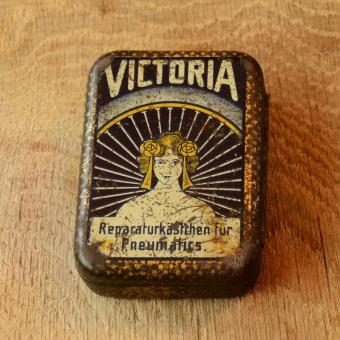 VICTORIA
Reparaturkästchen für
Pneumatics.